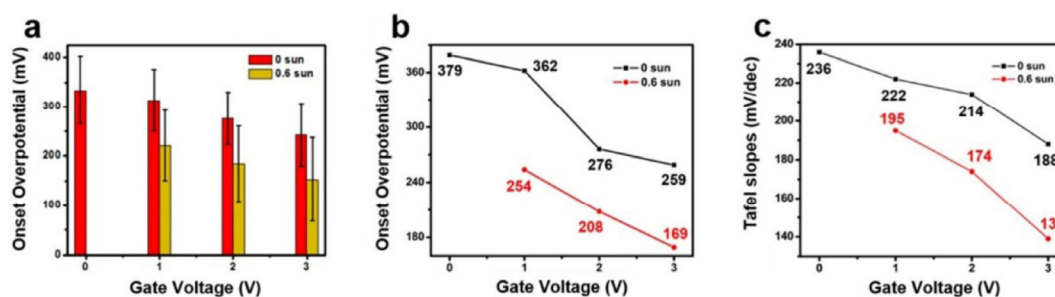 a
Onset Overpotential (mV)
400
300
200
100
0
0 sun
0.6 sun
0 1 2 3
Gate Voltage (V)
b
Onset Overpotential (mV)
360
300
240
180
0 sun
0.6 sun
379
362
276
259
254
208
169
0 1 2 3
Gate Voltage (V)
c
Tafel slopes (mV/dec)
240
220
200
180
160
140
0 sun
0.6 sun
236
222
214
188
195
174
13
0 1 2 3
Gate Voltage (V)